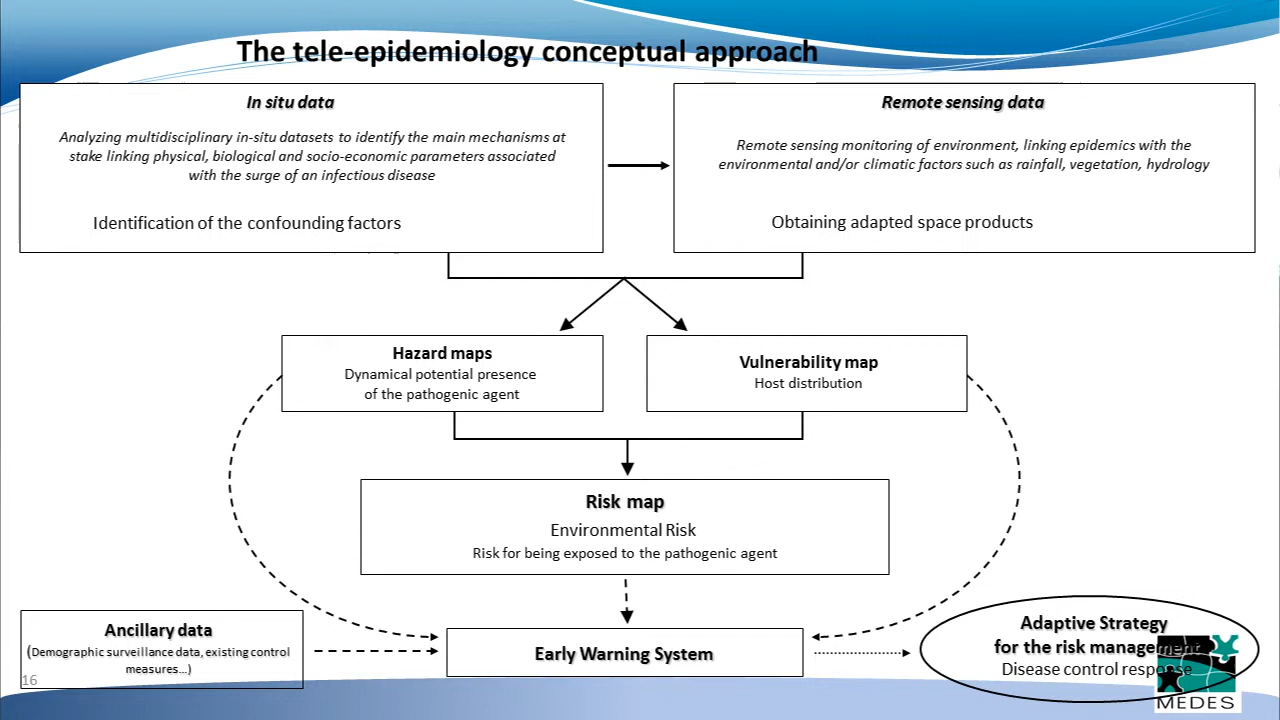 The tele-epidemiology conceptual approach
In situ data
Analyzing multidisciplinary in-situ datasets to identify the main mechanisms at
stake linking physical, biological and socio-economic parameters associated
with the surge of an infectious disease
Identification of the confounding factors
Remote sensing data
Remote sensing monitoring of environment, linking epidemics with the
environmental and/or climatic factors such as rainfall, vegetation, hydrology
Obtaining adapted space products
Hazard maps
Dynamical potential presence
of the pathogenic agent
Vulnerability map
Host distribution
Risk map
Environmental Risk
Risk for being exposed to the pathogenic agent
Ancillary data
(Demographic surveillance data, existing control
measures...)
Early Warning System
Adaptive Strategy
for the risk management
Disease control response
MEDES
16